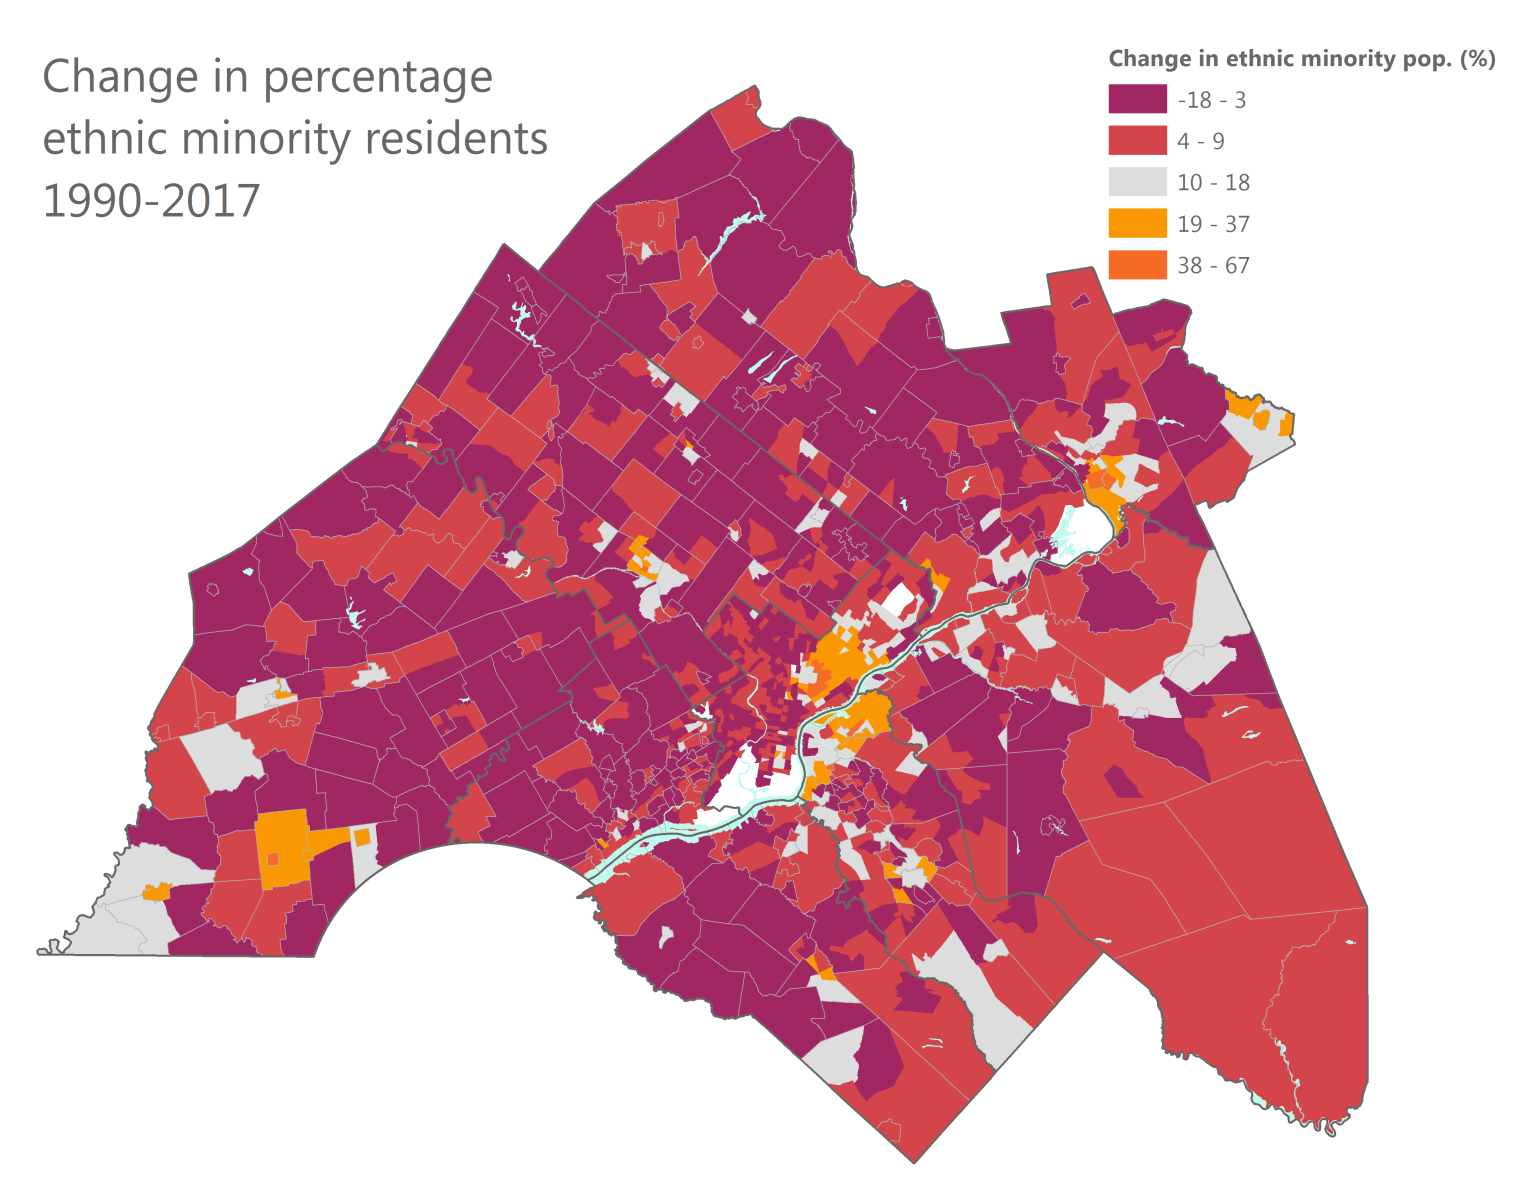 Change in percentage
ethnic minority residents
1990-2017
Change in ethnic minority pop. (%)
-18 - 3
4 - 9
10 - 18
19 - 37
38 - 67